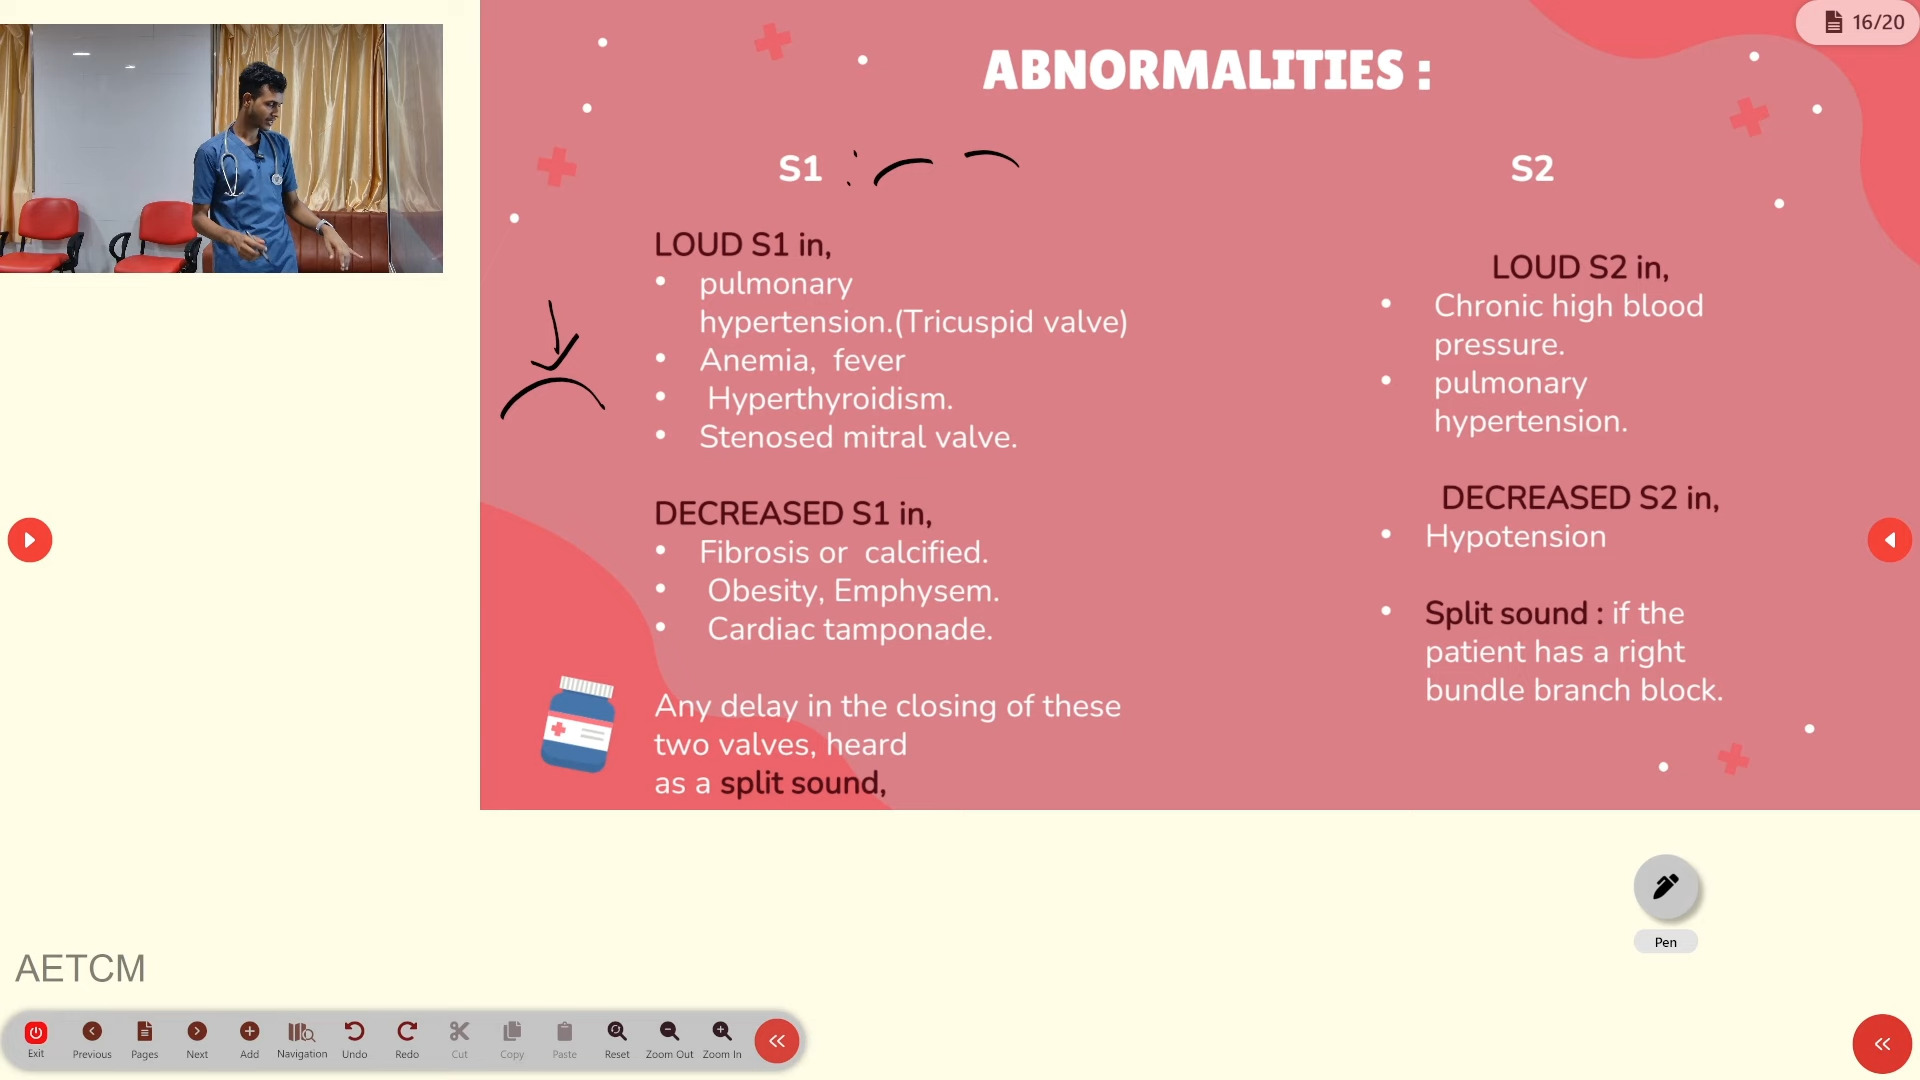 16/20
ABNORMALITIES :
S1
LOUD S1 in,
• pulmonary
hypertension.(Tricuspid valve)
• Anemia, fever
• Hyperthyroidism.
• Stenosed mitral valve.
DECREASED S1 in,
• Fibrosis or calcified.
• Obesity, Emphysem.
• Cardiac tamponade.
Any delay in the closing of these
two valves, heard
as a split sound,
S2
LOUD S2 in,
• Chronic high blood
pressure.
• pulmonary
hypertension.
DECREASED S2 in,
• Hypotension
• Split sound : if the
patient has a right
bundle branch block.
Pen
AETCM
Exit Previous Pages Next Add Navigation Undo Redo Cut Copy Paste Reset Zoom Out Zoom In